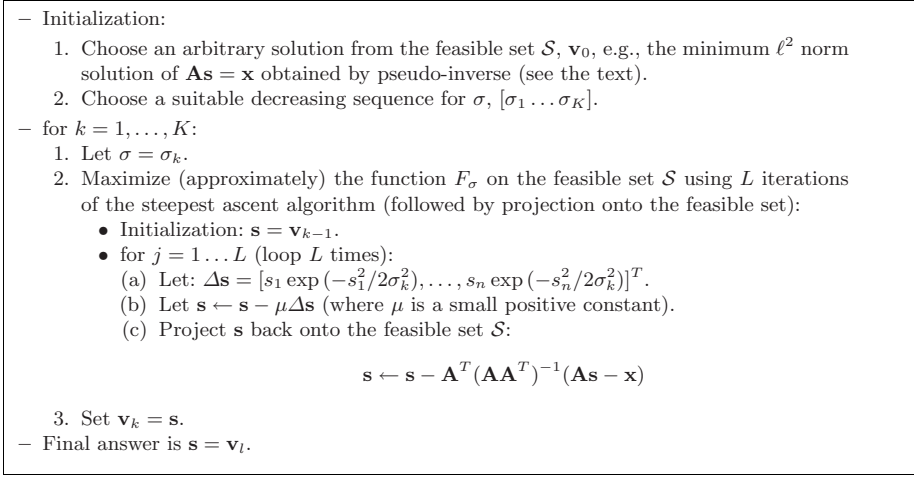 – Initialization:
1. Choose an arbitrary solution from the feasible set 𝒮, v₀, e.g., the minimum ℓ² norm
solution of As = x obtained by pseudo-inverse (see the text).
2. Choose a suitable decreasing sequence for σ, [σ₁ … σ_K].
– for k = 1, … , K:
1. Let σ = σₖ.
2. Maximize (approximately) the function F_σ on the feasible set 𝒮 using L iterations
of the steepest ascent algorithm (followed by projection onto the feasible set):
• Initialization: s = vₖ₋₁.
• for j = 1 … L (loop L times):
(a) Let: Δs = [s₁ exp (−s₁²/2σₖ²), … , sₙ exp (−sₙ²/2σₖ²)]ᵀ.
(b) Let s ← s − μΔs (where μ is a small positive constant).
(c) Project s back onto the feasible set 𝒮:
s ← s − Aᵀ(AAᵀ)⁻¹(As − x)
3. Set vₖ = s.
– Final answer is s = vₗ.